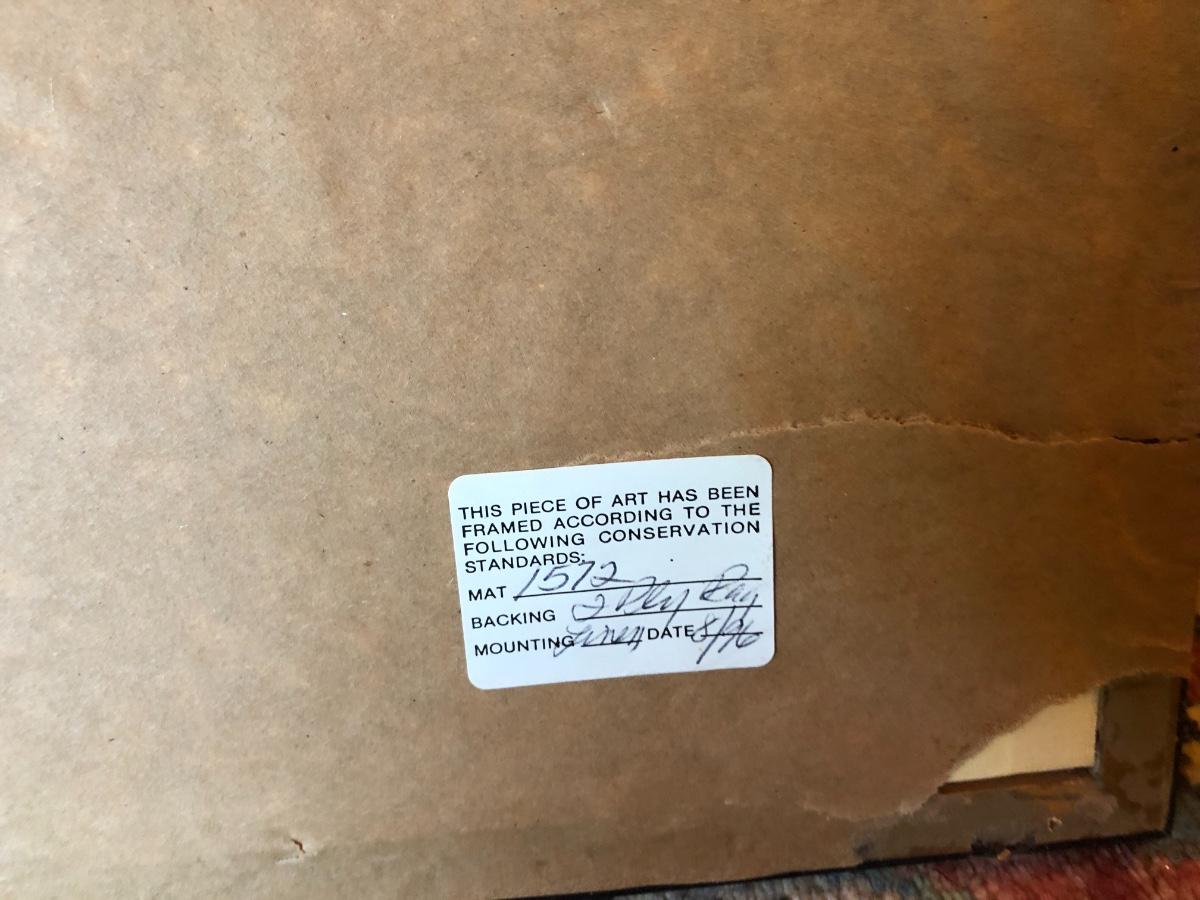 THIS PIECE OF ART HAS BEEN
FRAMED ACCORDING TO THE
FOLLOWING CONSERVATION
STANDARDS:
MAT 1572
BACKING 2 Ply Rag
MOUNTING Linen DATE 8/96